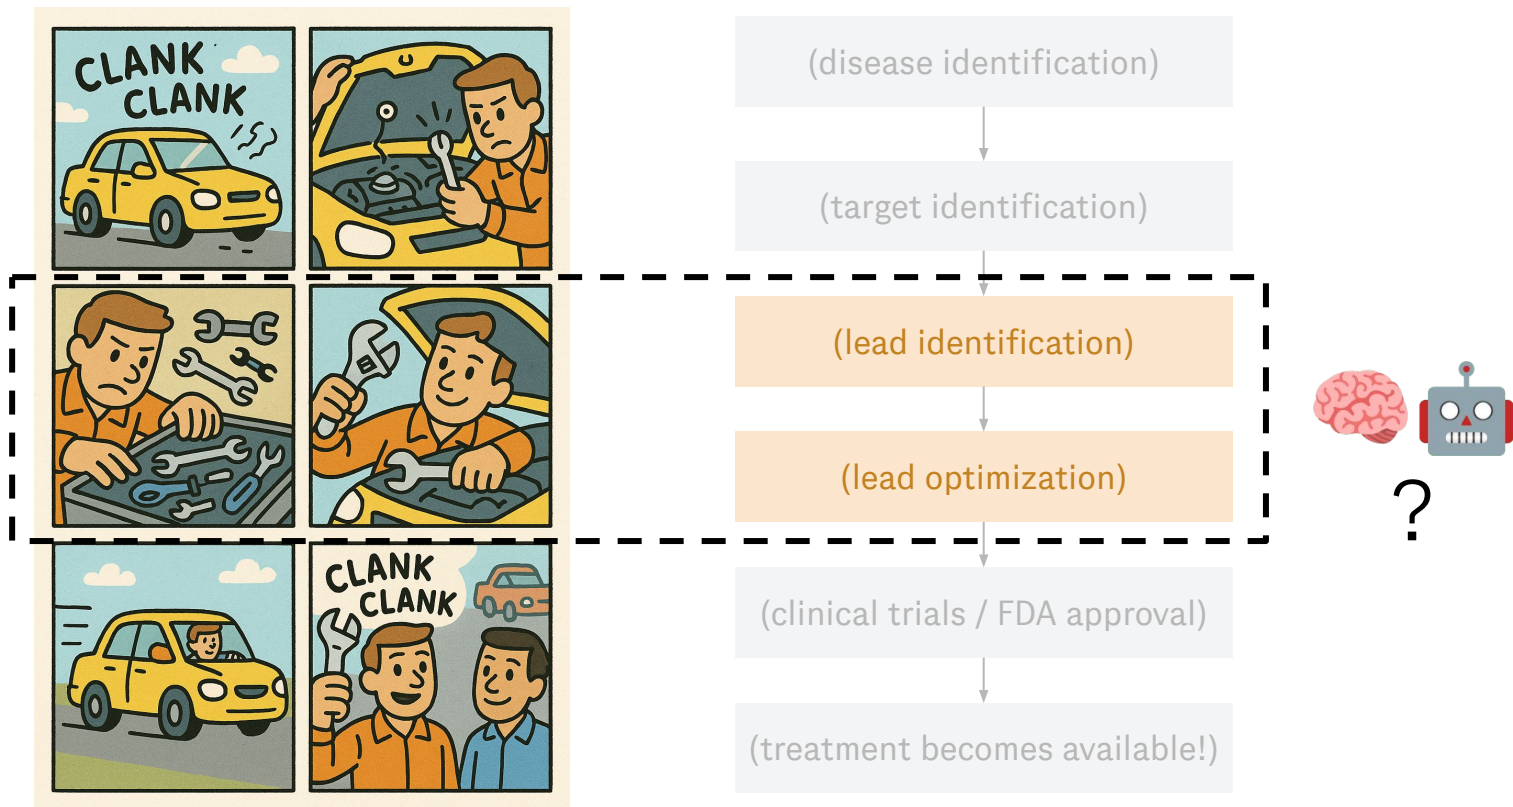 CLANK
CLANK
CLANK
CLANK
(disease identification)
(target identification)
(lead identification)
(lead optimization)
(clinical trials / FDA approval)
(treatment becomes available!)
?